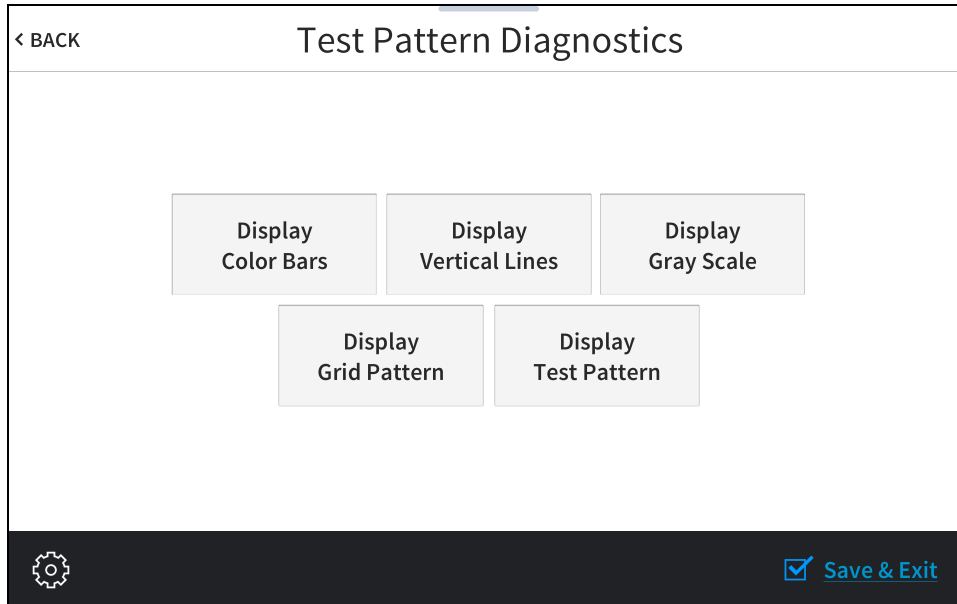 < BACK
Test Pattern Diagnostics
Display
Color Bars
Display
Vertical Lines
Display
Gray Scale
Display
Grid Pattern
Display
Test Pattern
Save & Exit